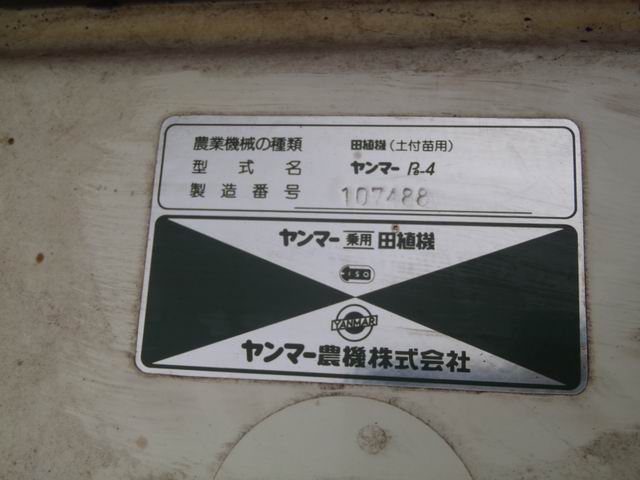 農業機械の種類 田植機(土付苗用)
型式名 ヤンマー P-4
製造番号 107488
ヤンマー 乗用 田植機
ISO
YANMAR
ヤンマー農機株式会社